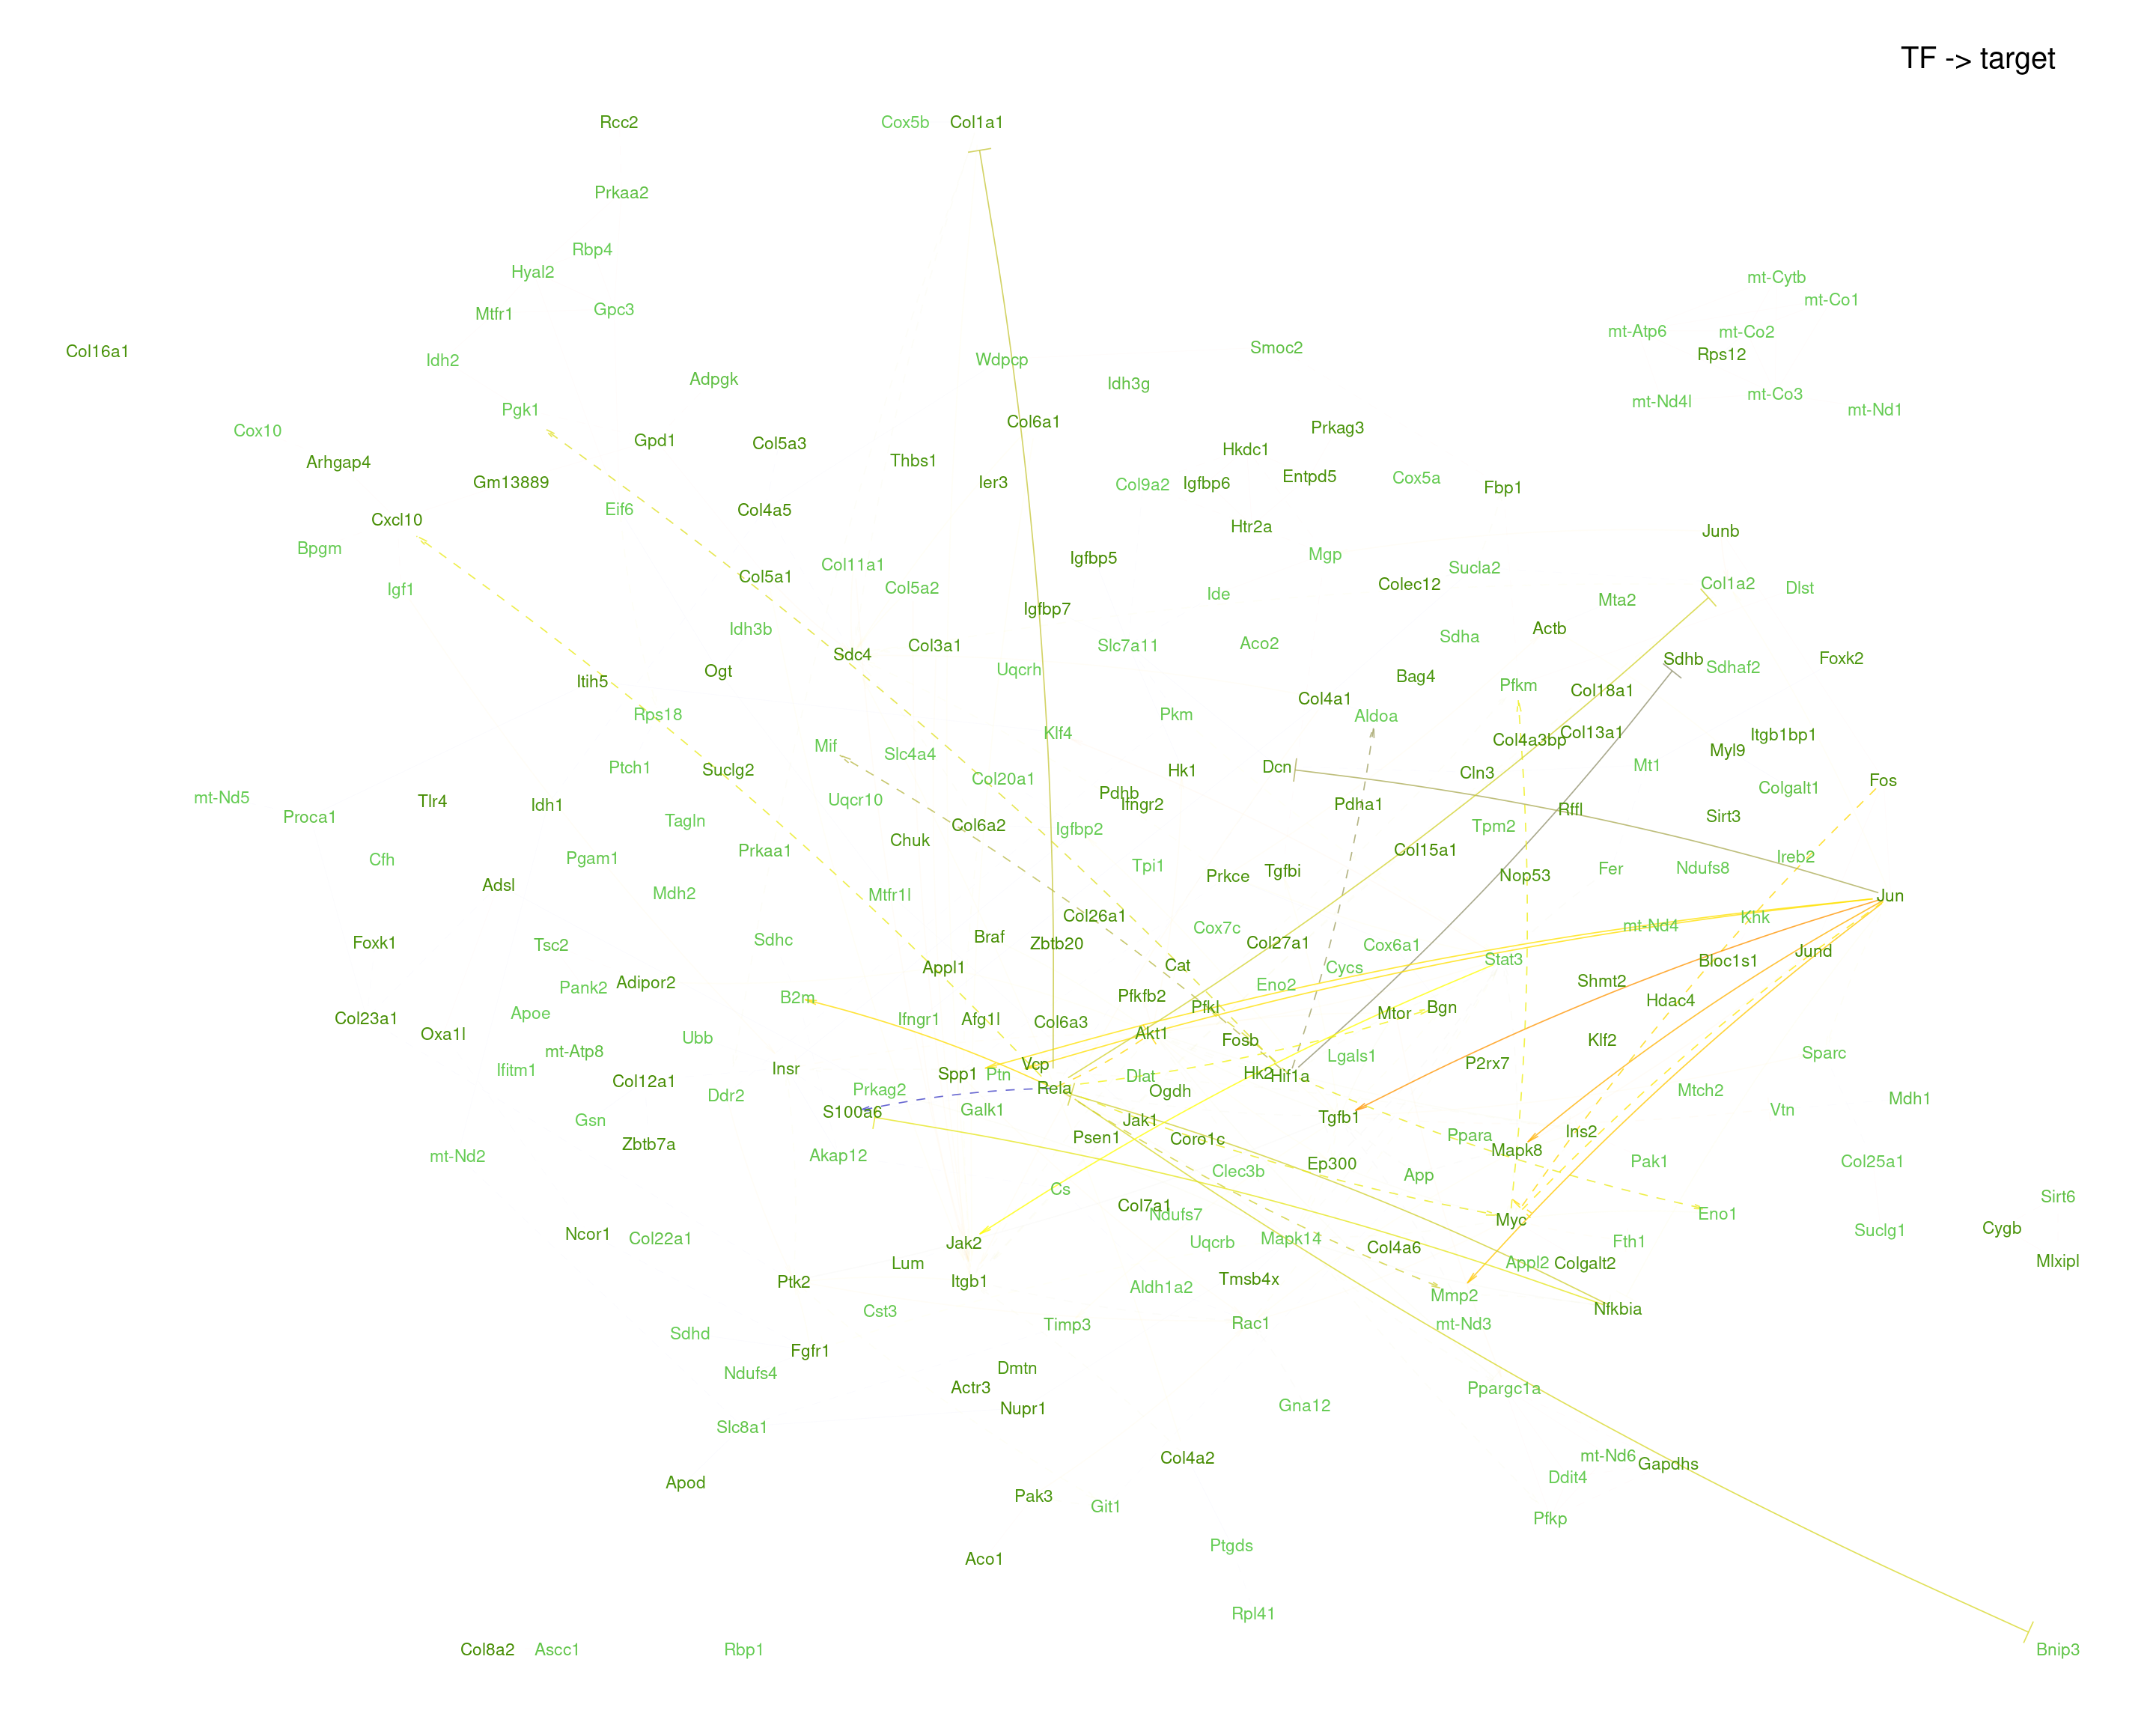 TF -> target
Rcc2
Cox5b
Col1a1
Prkaa2
Rbp4
Hyal2
mt-Cytb
mt-Co1
Mtfr1
Gpc3
mt-Atp6
mt-Co2
Smoc2
Col16a1
Rps12
Idh2
Wdpcp
Adpgk
Idh3g
mt-Co3
mt-Nd4l
Pgk1
mt-Nd1
Col6a1
Prkag3
Cox10
Gpd1
Col5a3
Hkdc1
Thbs1
Arhgap4
Entpd5
Cox5a
Gm13889
Ier3
Igfbp6
Col9a2
Fbp1
Eif6
Col4a5
Cxcl10
Htr2a
Junb
Bpgm
Mgp
Igfbp5
Col11a1
Sucla2
Col5a1
Col1a2
Colec12
Igf1
Col5a2
Dlst
Ide
Mta2
Igfbp7
Idh3b
Actb
Sdha
Aco2
Col3a1
Slc7a11
Sdc4
Foxk2
Sdhb
Sdhaf2
Ogt
Uqcrh
Bag4
Itih5
Pfkm
Col18a1
Col4a1
Rps18
Pkm
Aldoa
Klf4
Col13a1
Itgb1bp1
Col4a3bp
Mif
Myl9
Slc4a4
Mt1
Ptch1
Dcn
Suclg2
Hk1
Cln3
Col20a1
Fos
Colgalt1
Pdhb
mt-Nd5
Uqcr10
Tlr4
Idh1
Ifngr2
Pdha1
Rffl
Proca1
Sirt3
Tagln
Col6a2
Igfbp2
Tpm2
Chuk
Prkaa1
Col15a1
Cfh
Pgam1
Ireb2
Tpi1
Fer
Ndufs8
Tgfbi
Prkce
Nop53
Adsl
Mdh2
Mtfr1l
Jun
Col26a1
Khk
mt-Nd4
Cox7c
Braf
Sdhc
Foxk1
Tsc2
Zbtb20
Col27a1
Cox6a1
Jund
Stat3
Bloc1s1
Cat
Appl1
Cycs
Shmt2
Adipor2
Eno2
Pank2
B2m
Pfkfb2
Hdac4
Pfkl
Bgn
Apoe
Mtor
Col23a1
Ifngr1
Afg1l
Col6a3
Oxa1l
Akt1
Ubb
Fosb
Klf2
mt-Atp8
Lgals1
Sparc
Vcp
P2rx7
Insr
Ifitm1
Spp1
Ptn
Hk2
Hif1a
Dlat
Col12a1
Rela
Prkag2
Ogdh
Mtch2
Ddr2
Mdh1
Galk1
Vtn
S100a6
Tgfb1
Gsn
Jak1
Ins2
Ppara
Psen1
Coro1c
Zbtb7a
Mapk8
mt-Nd2
Akap12
Pak1
Col25a1
Ep300
Clec3b
App
Cs
Sirt6
Col7a1
Ndufs7
Eno1
Myc
Cygb
Suclg1
Ncor1
Col22a1
Mapk14
Jak2
Uqcrb
Fth1
Col4a6
Mlxipl
Lum
Appl2
Colgalt2
Tmsb4x
Itgb1
Ptk2
Aldh1a2
Mmp2
Nfkbia
Cst3
Rac1
mt-Nd3
Timp3
Sdhd
Fgfr1
Dmtn
Ndufs4
Actr3
Ppargc1a
Gna12
Nupr1
Slc8a1
mt-Nd6
Col4a2
Gapdhs
Ddit4
Apod
Pak3
Git1
Pfkp
Ptgds
Aco1
Rpl41
Col8a2
Ascc1
Rbp1
Bnip3